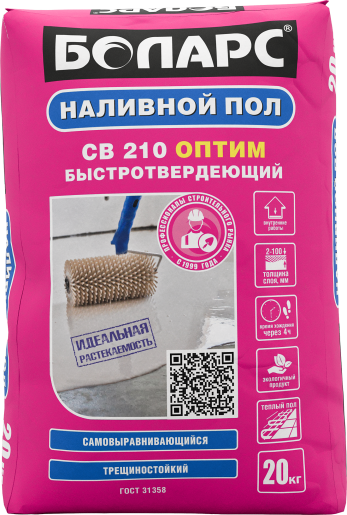 БОЛАРС®
НАЛИВНОЙ ПОЛ
СВ 210 ОПТИМ
БЫСТРОТВЕРДЕЮЩИЙ
ПРОФЕССИОНАЛЫ СТРОИТЕЛЬНОГО РЫНКА
С 1999 ГОДА
внутренние
работы
2-100
ТОЛЩИНА
СЛОЯ, ММ
время хождения
через 4ч
ЭКОЛОГИЧНЫЙ
ПРОДУКТ
ТЕПЛЫЙ ПОЛ
ИДЕАЛЬНАЯ
РАСТЕКАЕМОСТЬ
САМОВЫРАВНИВАЮЩИЙСЯ
ТРЕЩИНОСТОЙКИЙ
20кг
ГОСТ 31358